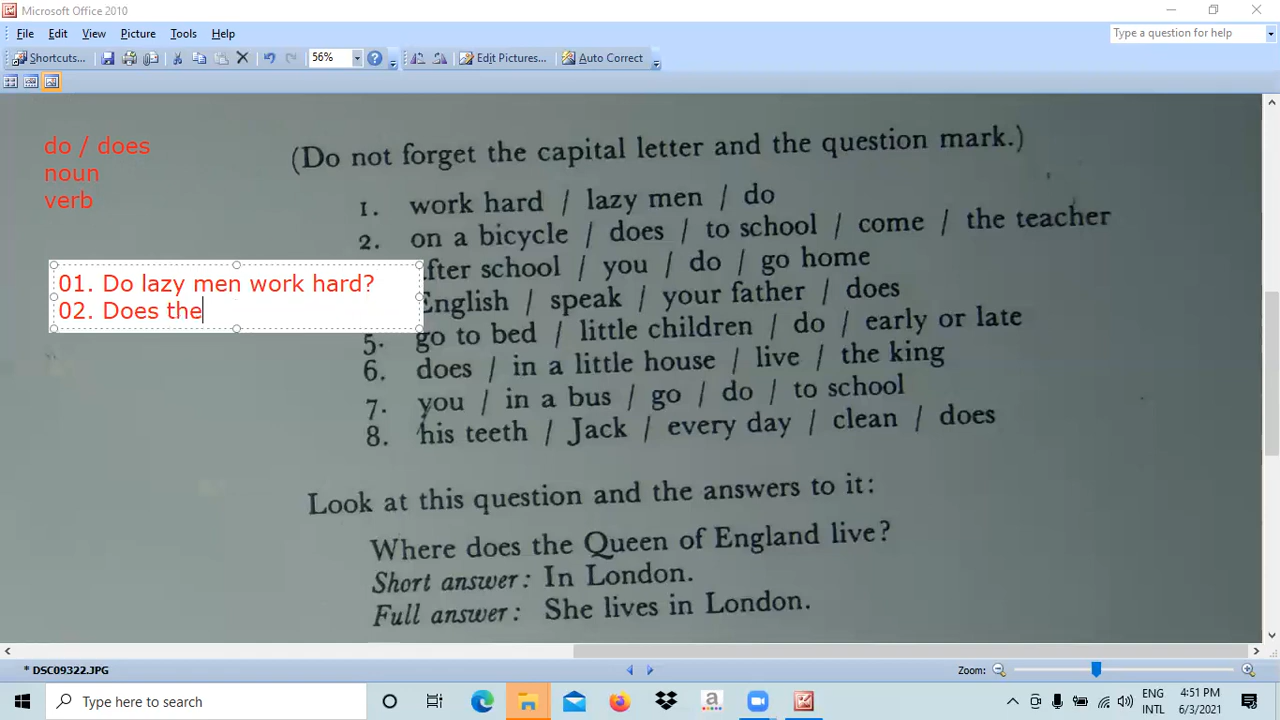 Microsoft Office 2010
File Edit View Picture Tools Help
Type a question for help
Shortcuts... 56% Edit Pictures... Auto Correct
do / does
noun
verb
(Do not forget the capital letter and the question mark.)
1. work hard / lazy men / do
2. on a bicycle / does / to school / come / the teacher
after school / you / do / go home
English / speak / your father / does
01. Do lazy men work hard?
02. Does the
5. go to bed / little children / do / early or late
6. does / in a little house / live / the king
7. you / in a bus / go / do / to school
8. his teeth / Jack / every day / clean / does
Look at this question and the answers to it:
Where does the Queen of England live?
Short answer: In London.
Full answer: She lives in London.
* DSC09322.JPG
Zoom:
Type here to search
a
ENG
INTL
4:51 PM
6/3/2021